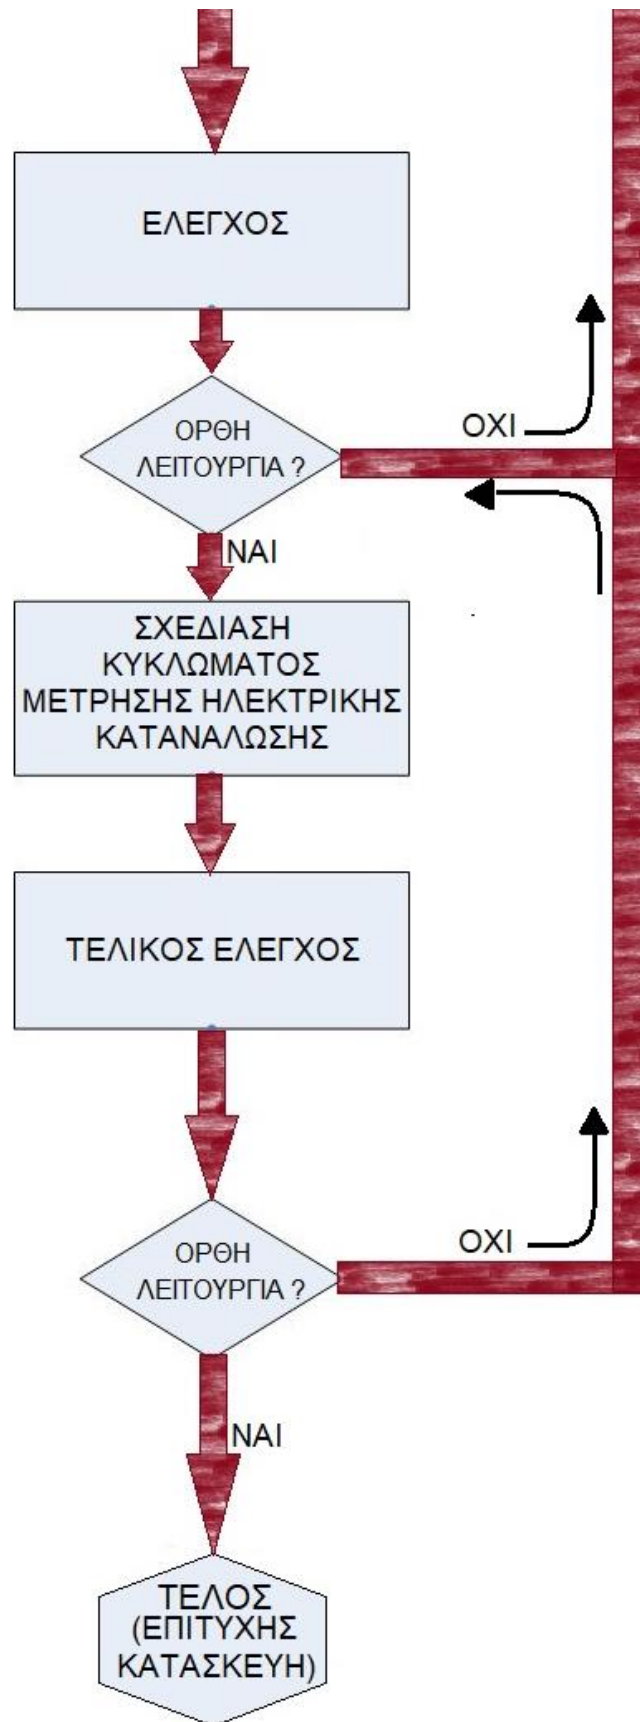 ΕΛΕΓΧΟΣ
ΟΡΘΗ
ΛΕΙΤΟΥΡΓΙΑ ?
ΟΧΙ
ΝΑΙ
ΣΧΕΔΙΑΣΗ
ΚΥΚΛΩΜΑΤΟΣ
ΜΕΤΡΗΣΗΣ ΗΛΕΚΤΡΙΚΗΣ
ΚΑΤΑΝΑΛΩΣΗΣ
ΤΕΛΙΚΟΣ ΕΛΕΓΧΟΣ
ΟΡΘΗ
ΛΕΙΤΟΥΡΓΙΑ ?
ΟΧΙ
ΝΑΙ
ΤΕΛΟΣ
(ΕΠΙΤΥΧΗΣ
ΚΑΤΑΣΚΕΥΗ)